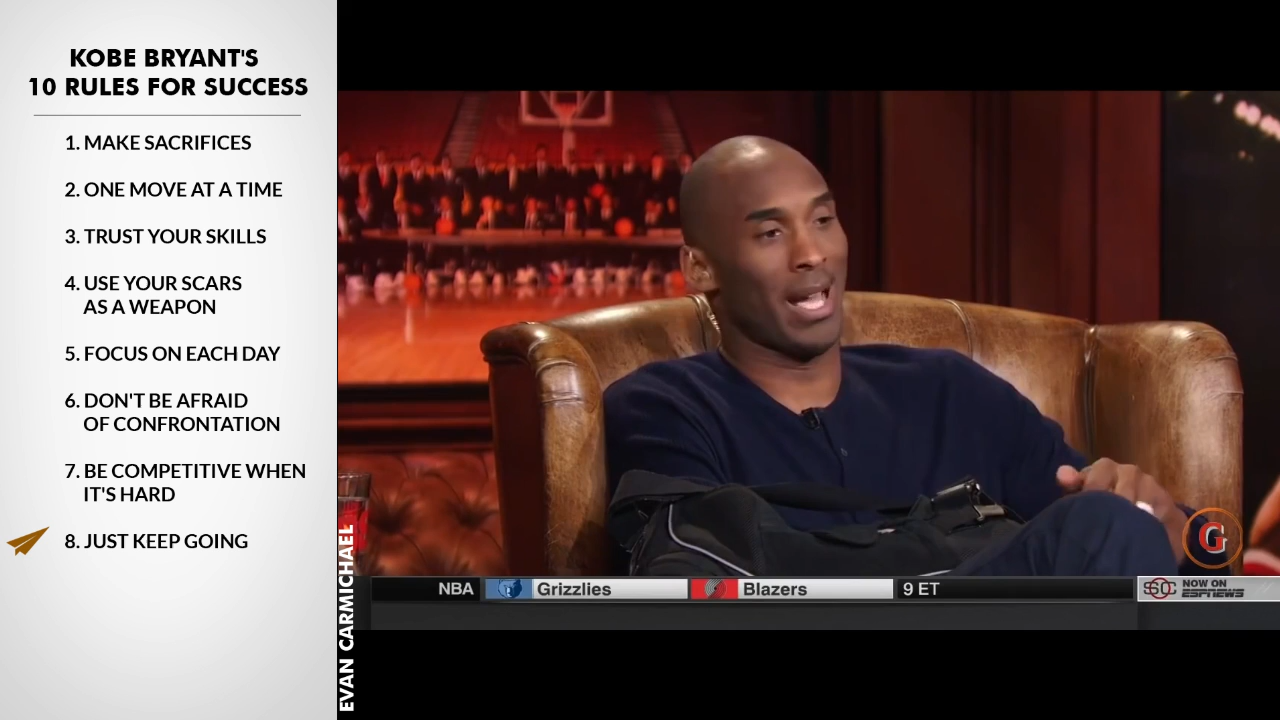 KOBE BRYANT'S
10 RULES FOR SUCCESS
1. MAKE SACRIFICES
2. ONE MOVE AT A TIME
3. TRUST YOUR SKILLS
4. USE YOUR SCARS
AS A WEAPON
5. FOCUS ON EACH DAY
6. DON'T BE AFRAID
OF CONFRONTATION
7. BE COMPETITIVE WHEN
IT'S HARD
8. JUST KEEP GOING
EVAN CARMICHAEL
G
NBA Grizzlies Blazers 9 ET
SC NOW ON
ESPNEWS